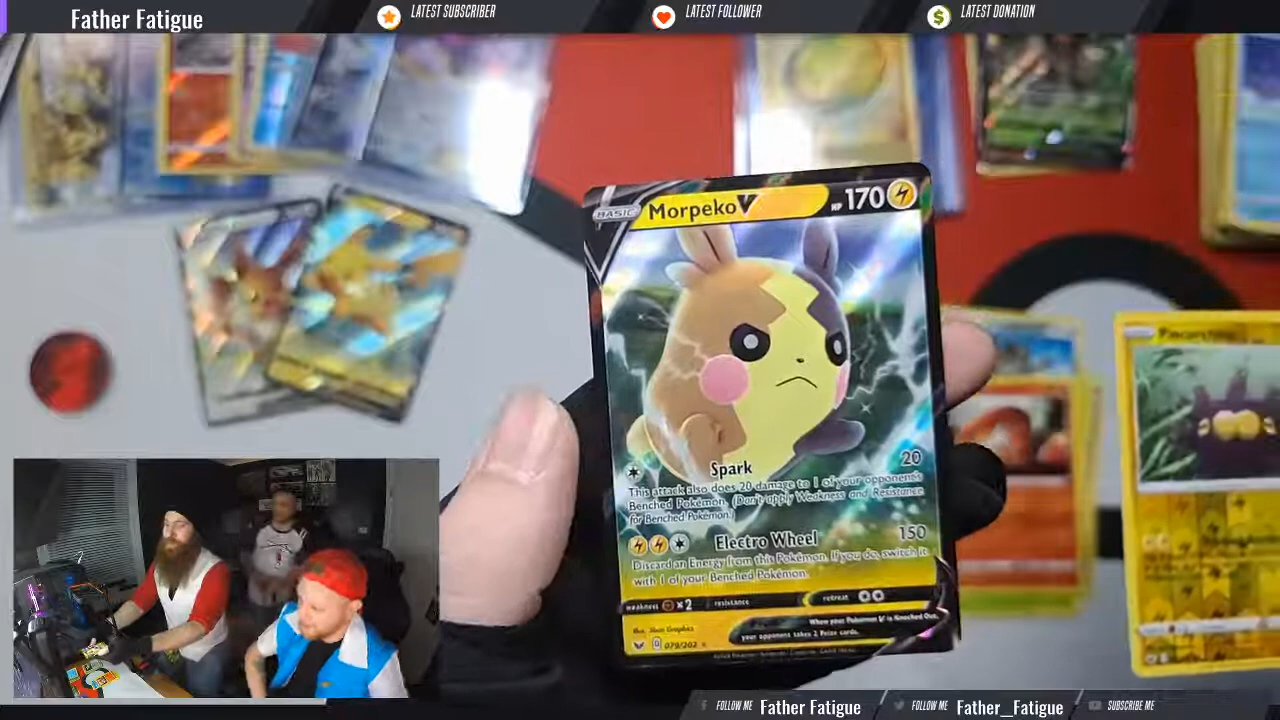 Father Fatigue
LATEST SUBSCRIBER
LATEST FOLLOWER
LATEST DONATION
BASIC
Morpeko V
HP 170
Spark 20
This attack also does 20 damage to 1 of your opponent's
Benched Pokémon. (Don't apply Weakness and Resistance
for Benched Pokémon.)
Electro Wheel 150
Discard an Energy from this Pokémon. If you do, switch it
with 1 of your Benched Pokémon.
weakness ×2 resistance retreat
When your Pokémon V is Knocked Out,
your opponent takes 2 Prize cards.
079/202
FOLLOW ME Father Fatigue
FOLLOW ME Father_Fatigue
SUBSCRIBE ME